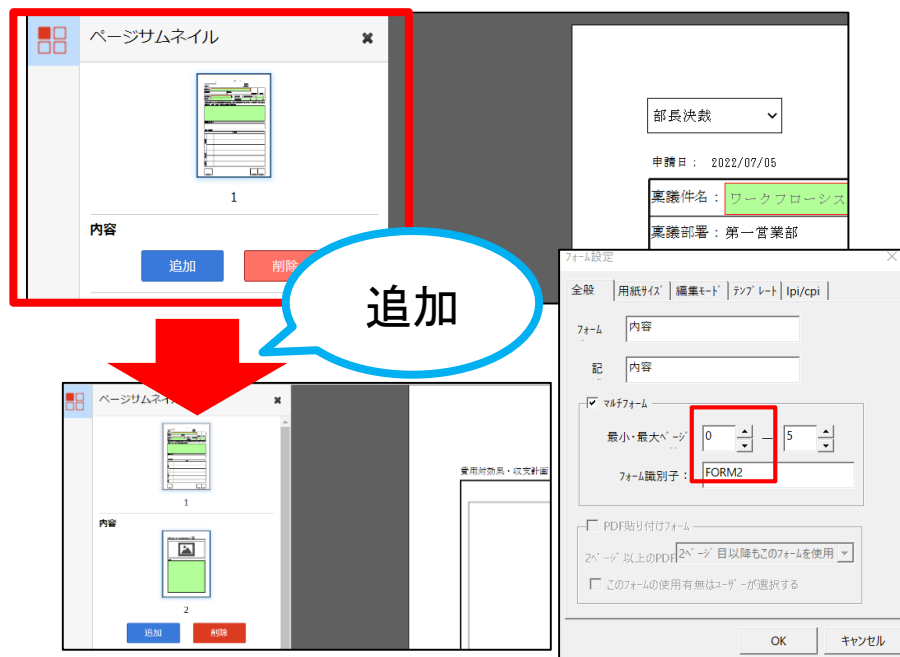 ページサムネイル
1
内容
追加 削除
部長決裁
申請日： 2022/07/05
稟議件名：ワークフローシス
稟議部署：第一営業部
追加
ページサムネイル
1
内容
2
追加 削除
費用対効果・収支計画
フォーム設定
全般 用紙サイズ 編集モード テンプレート lpi/cpi
フォーム 内容
記 内容
マルチフォーム
最小・最大ページ 0 — 5
フォーム識別子： FORM2
PDF貼り付けフォーム
2ページ以上のPDF 2ページ目以降もこのフォームを使用
このフォームの使用有無はユーザーが選択する
OK キャンセル